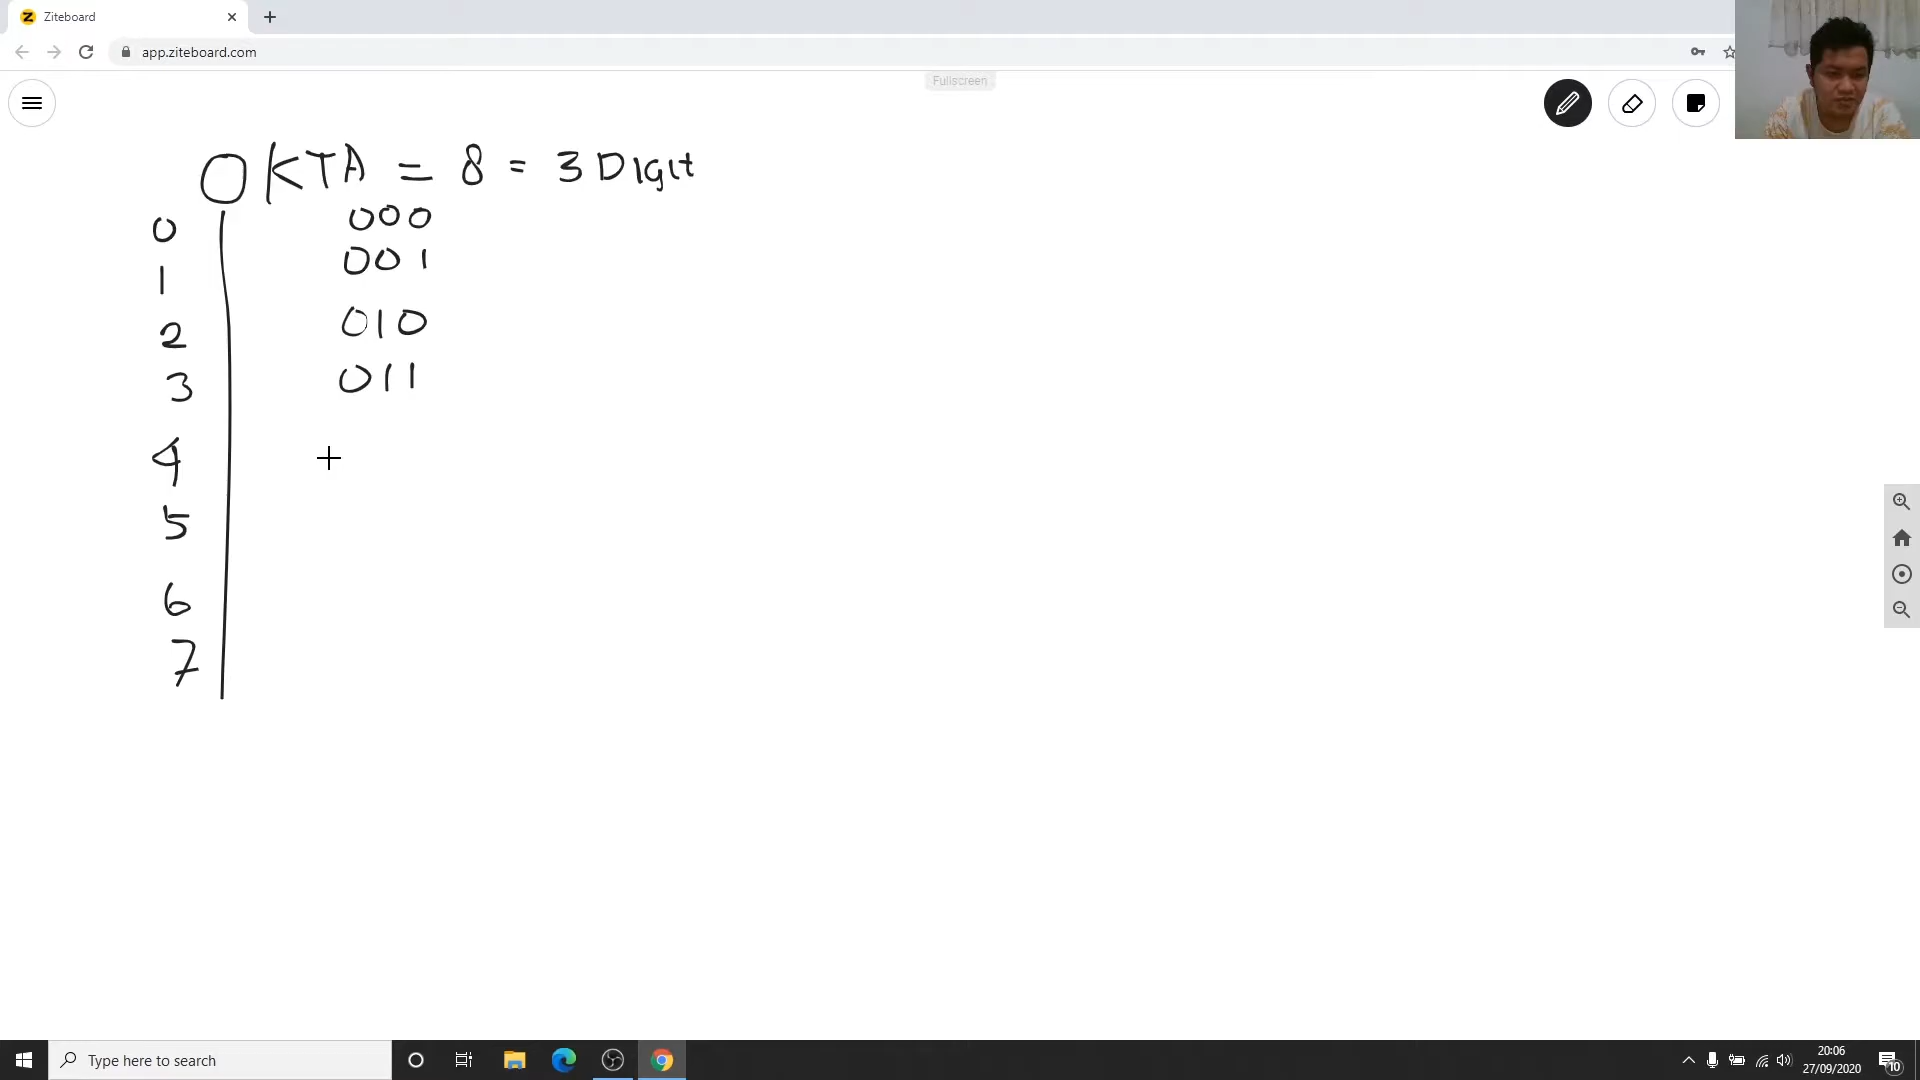 Ziteboard
app.ziteboard.com
Fullscreen
OKTA = 8 = 3 Digit
0 000
1 001
2 010
3 011
4
5
6
7
Type here to search
20:06
27/09/2020
10